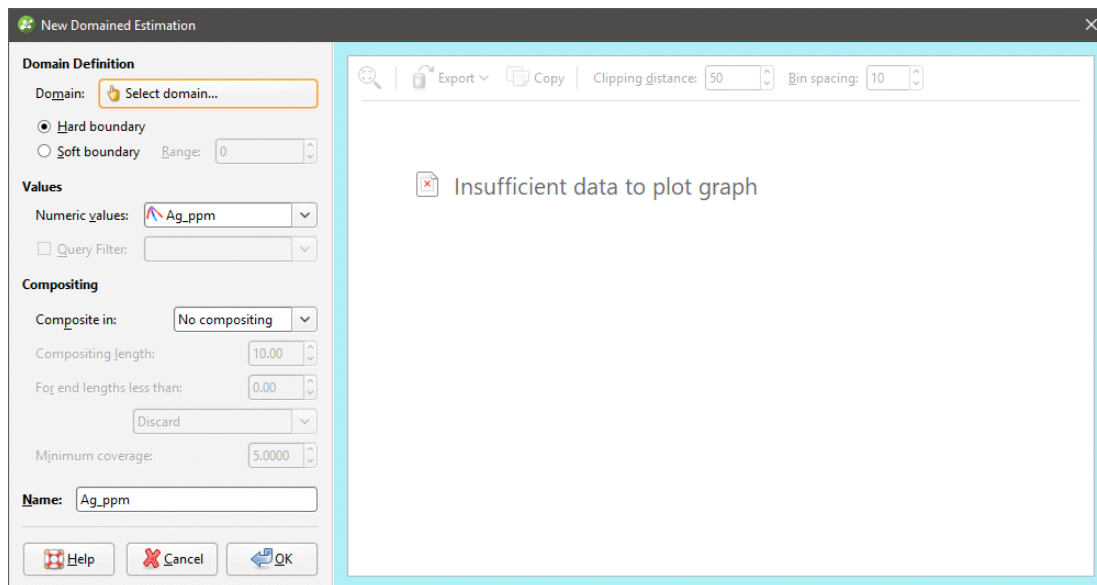 New Domained Estimation
Domain Definition
Domain: Select domain...
Hard boundary
Soft boundary Range: 0
Values
Numeric values: Ag_ppm
Query Filter:
Compositing
Composite in: No compositing
Compositing length: 10.00
For end lengths less than: 0.00
Discard
Minimum coverage: 5.0000
Name: Ag_ppm
Help Cancel OK
Export Copy Clipping distance: 50 Bin spacing: 10
Insufficient data to plot graph